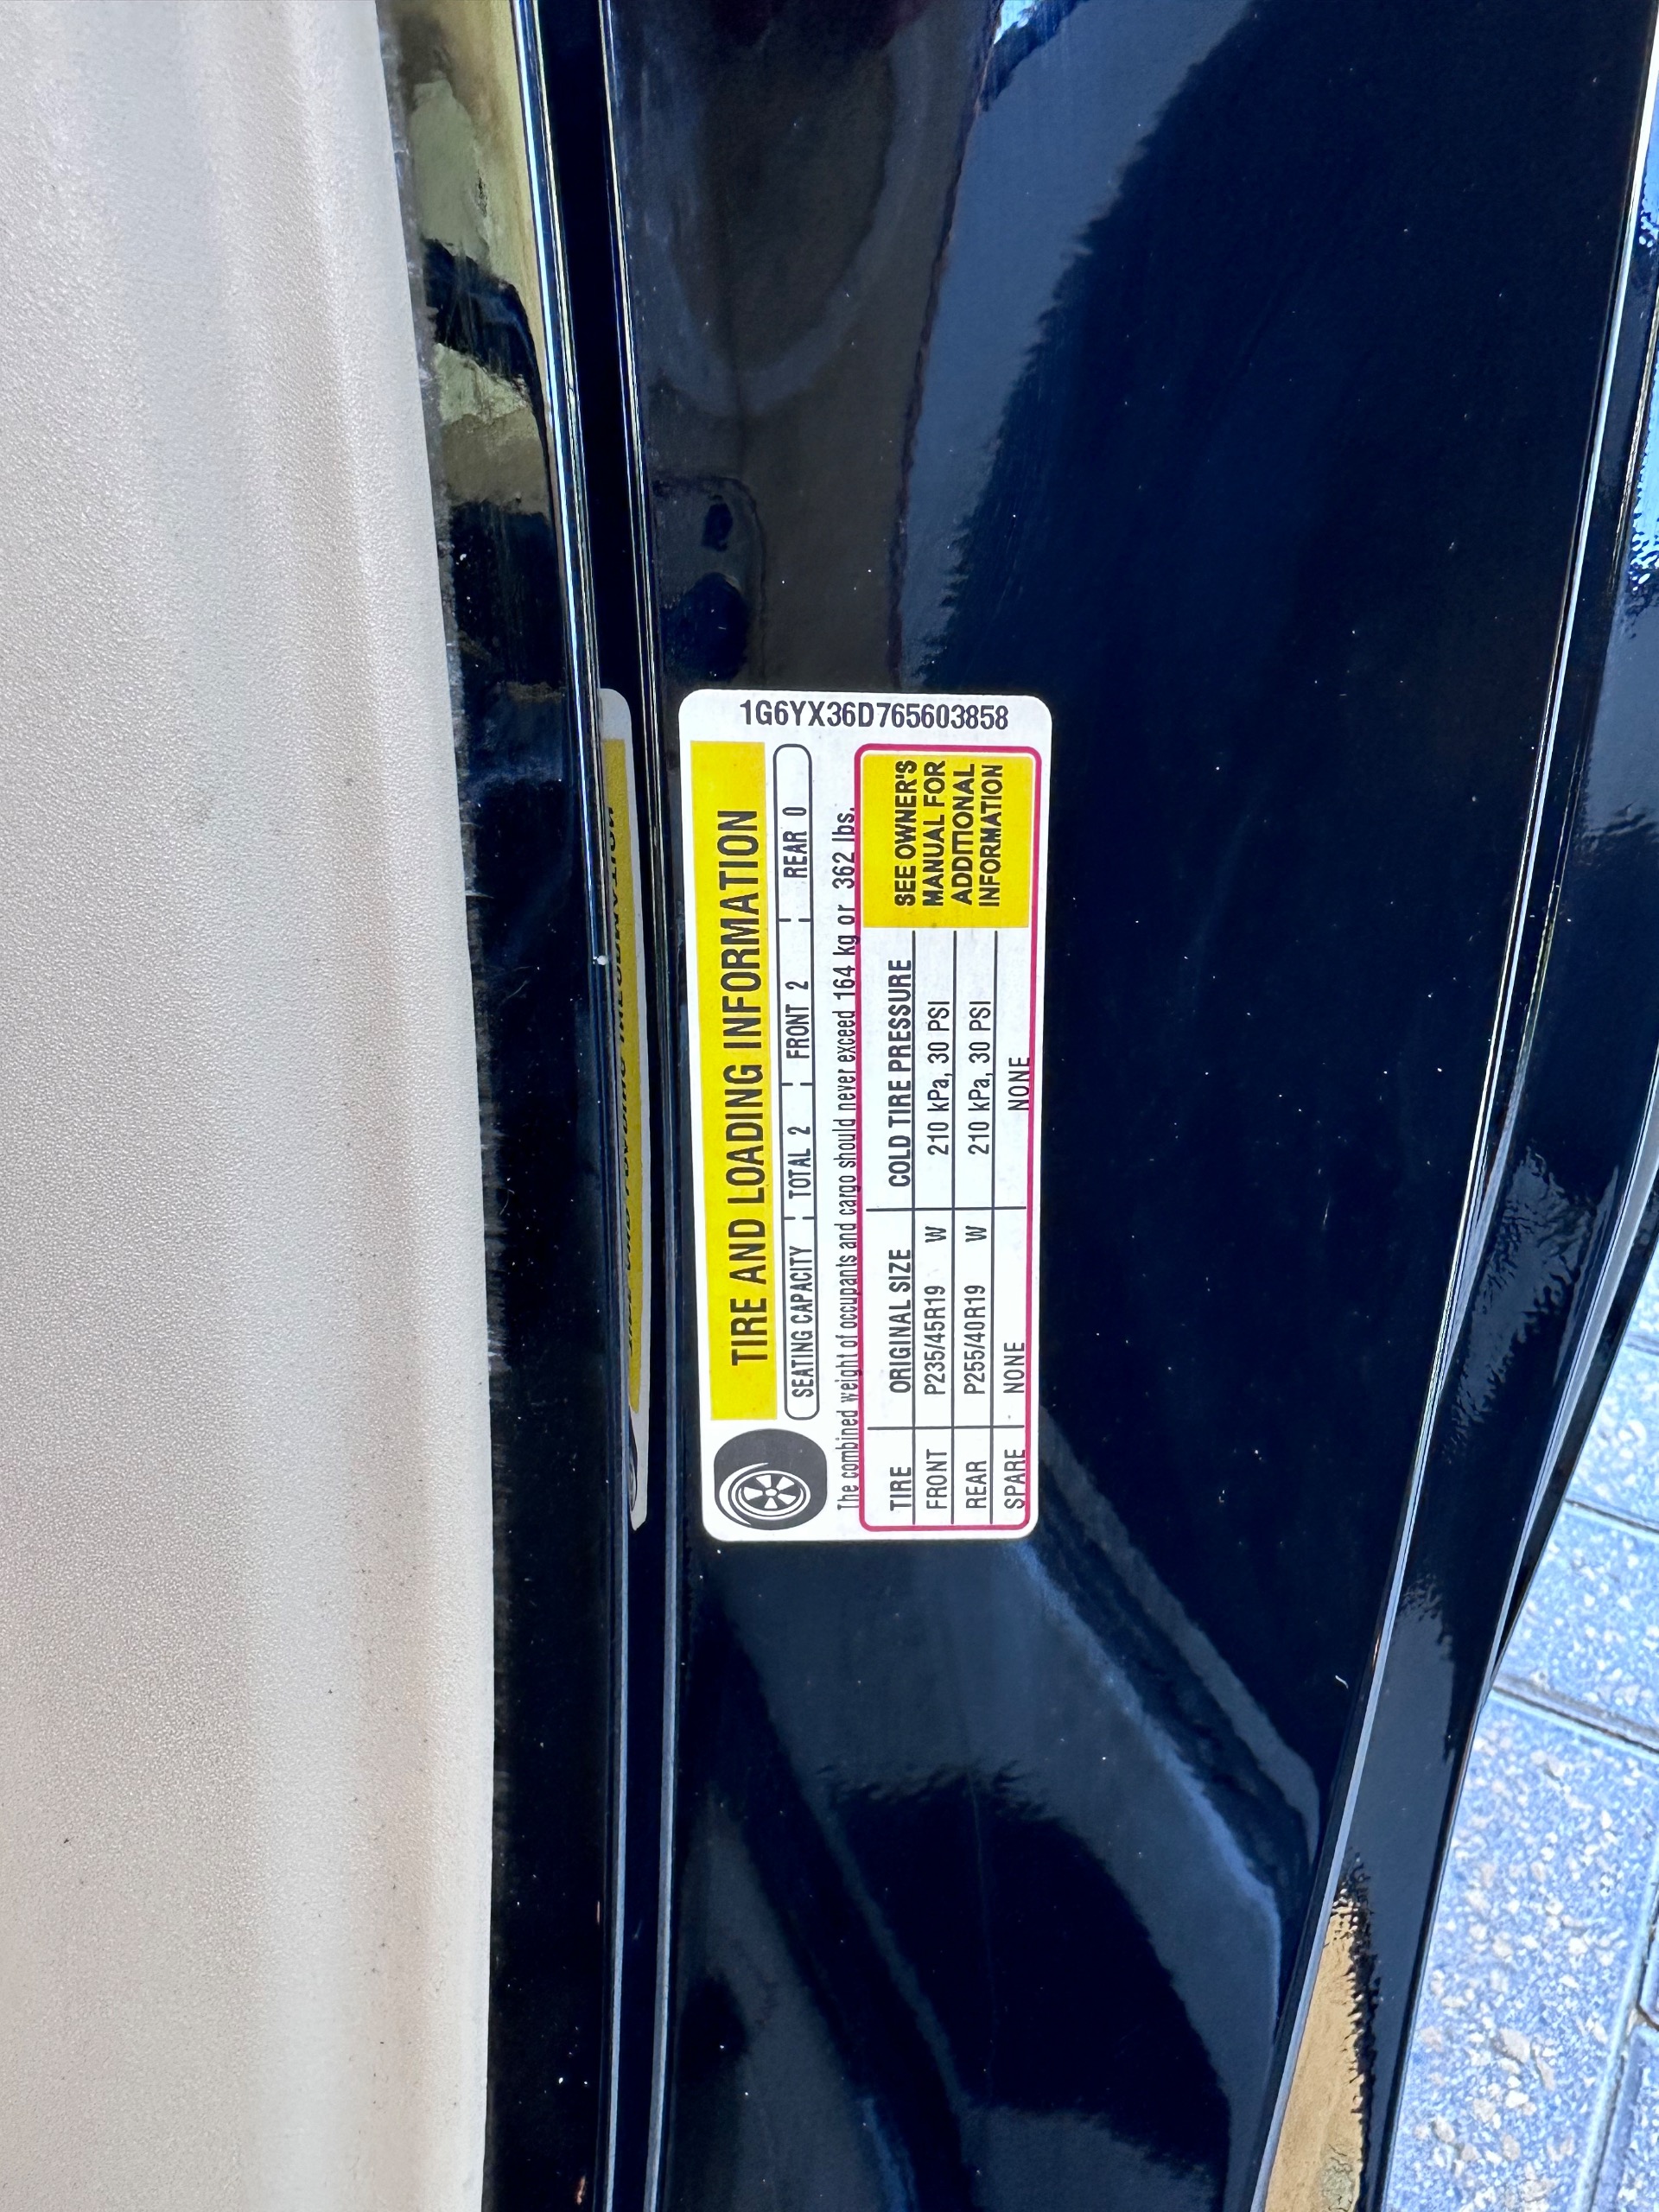 1G6YX36D765603858
TIRE AND LOADING INFORMATION
SEATING CAPACITY TOTAL 2 FRONT 2 REAR 0
The combined weight of occupants and cargo should never exceed 164 kg or 362 lbs.
TIRE ORIGINAL SIZE COLD TIRE PRESSURE
FRONT P235/45R19 W 210 kPa, 30 PSI
REAR P255/40R19 W 210 kPa, 30 PSI
SPARE NONE NONE
SEE OWNER'S
MANUAL FOR
ADDITIONAL
INFORMATION